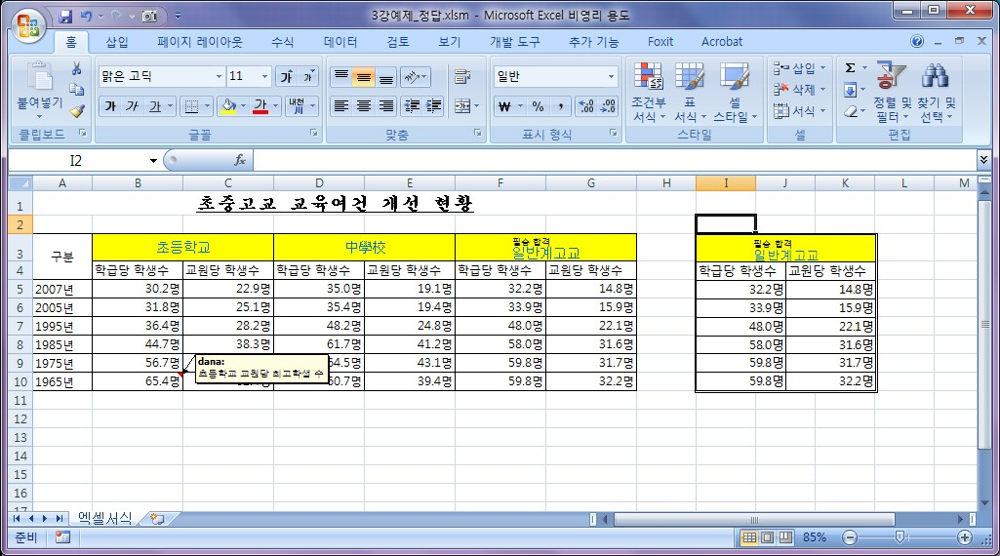 3강예제_정답.xlsm - Microsoft Excel 비영리 용도
홈 삽입 페이지 레이아웃 수식 데이터 검토 보기 개발 도구 추가 기능 Foxit Acrobat
붙여넣기 맑은 고딕 11 가 가 일반 조건부 서식 표 서식 셀 스타일 삽입 삭제 서식 Σ 정렬 및 필터 찾기 및 선택
가 가 가 가 내천 가 ₩ % ,
클립보드 글꼴 맞춤 표시 형식 스타일 셀 편집
I2 fx
A B C D E F G H I J K L M
1 초중고교 교육여건 개선 현황
2
3 구분 초등학교 中學校 필승 합격 일반계고교 필승 합격 일반계고교
4 학급당 학생수 교원당 학생수 학급당 학생수 교원당 학생수 학급당 학생수 교원당 학생수 학급당 학생수 교원당 학생수
5 2007년 30.2명 22.9명 35.0명 19.1명 32.2명 14.8명 32.2명 14.8명
6 2005년 31.8명 25.1명 35.4명 19.4명 33.9명 15.9명 33.9명 15.9명
7 1995년 36.4명 28.2명 48.2명 24.8명 48.0명 22.1명 48.0명 22.1명
8 1985년 44.7명 38.3명 61.7명 41.2명 58.0명 31.6명 58.0명 31.6명
9 1975년 56.7명 dana: 43.1명 59.8명 31.7명 59.8명 31.7명
초등학교 교원당 최고학생 수
10 1965년 65.4명 39.4명 59.8명 32.2명 59.8명 32.2명
11
12
13
14
15
16
17
엑셀서식
준비 85%